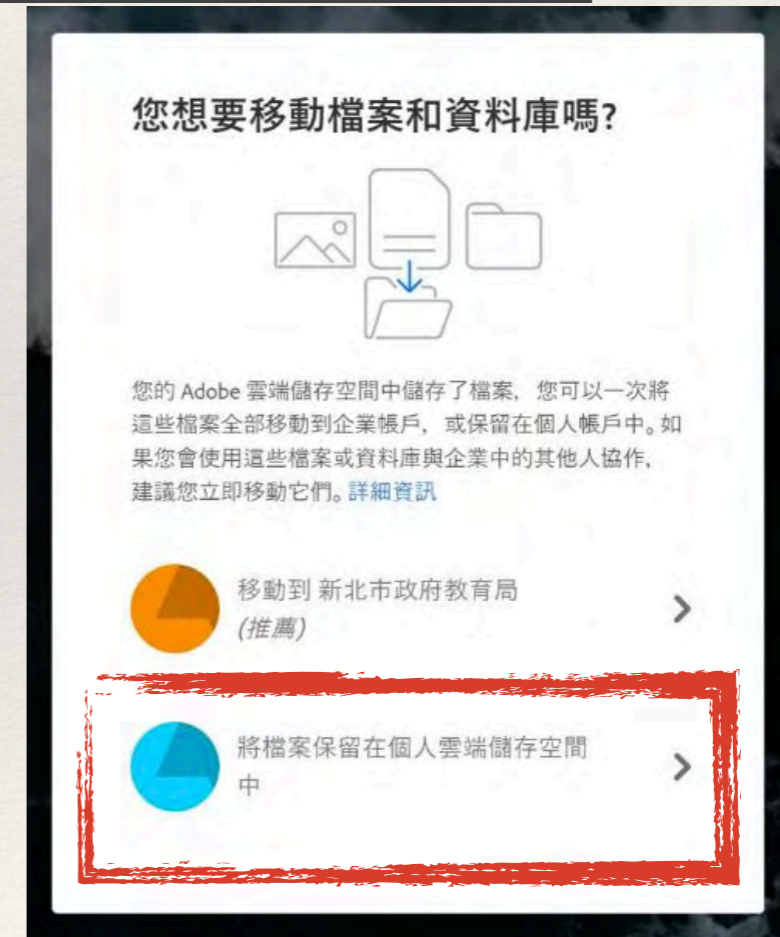 您想要移動檔案和資料庫嗎?
您的 Adobe 雲端儲存空間中儲存了檔案，您可以一次將
這些檔案全部移動到企業帳戶，或保留在個人帳戶中。如
果您會使用這些檔案或資料庫與企業中的其他人協作，
建議您立即移動它們。詳細資訊
移動到 新北市政府教育局
(推薦)
將檔案保留在個人雲端儲存空間
中